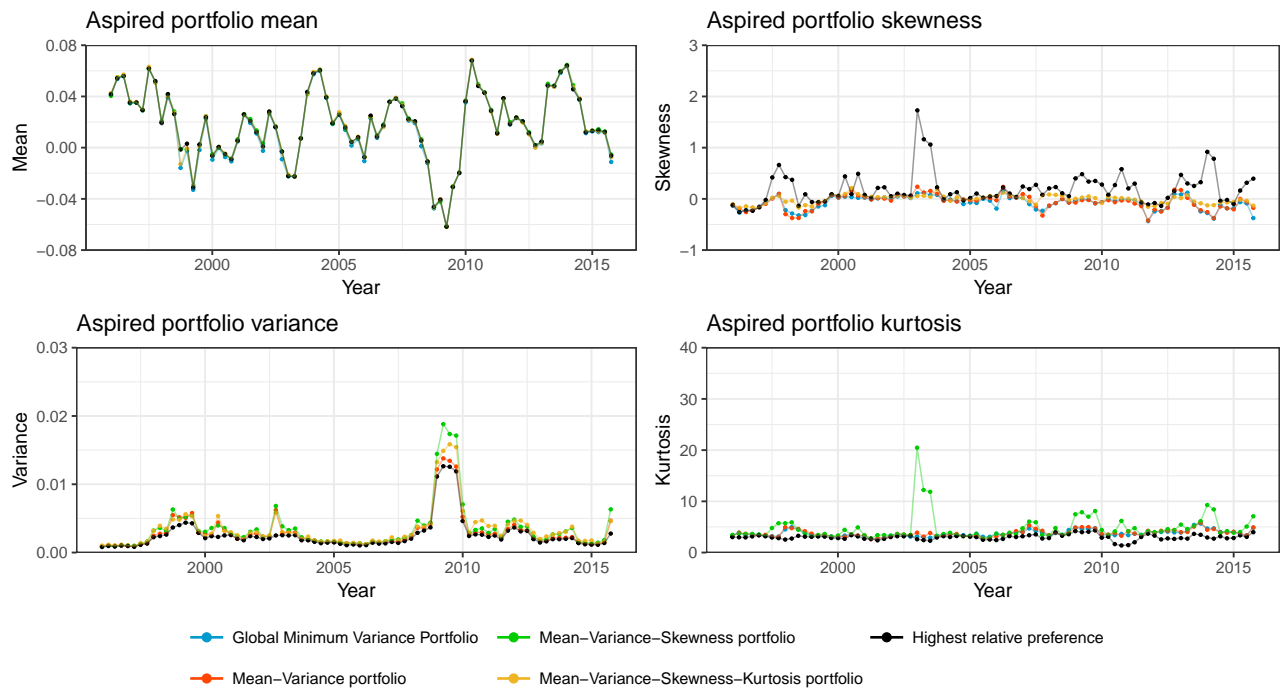 Aspired portfolio mean
0.08
0.04
0.00
−0.04
−0.08
Mean
2000 2005 2010 2015
Year
Aspired portfolio skewness
3
2
1
0
−1
Skewness
2000 2005 2010 2015
Year
Aspired portfolio variance
0.03
0.02
0.01
0.00
Variance
2000 2005 2010 2015
Year
Aspired portfolio kurtosis
40
30
20
10
0
Kurtosis
2000 2005 2010 2015
Year
Global Minimum Variance Portfolio
Mean−Variance−Skewness portfolio
Highest relative preference
Mean−Variance portfolio
Mean−Variance−Skewness−Kurtosis portfolio